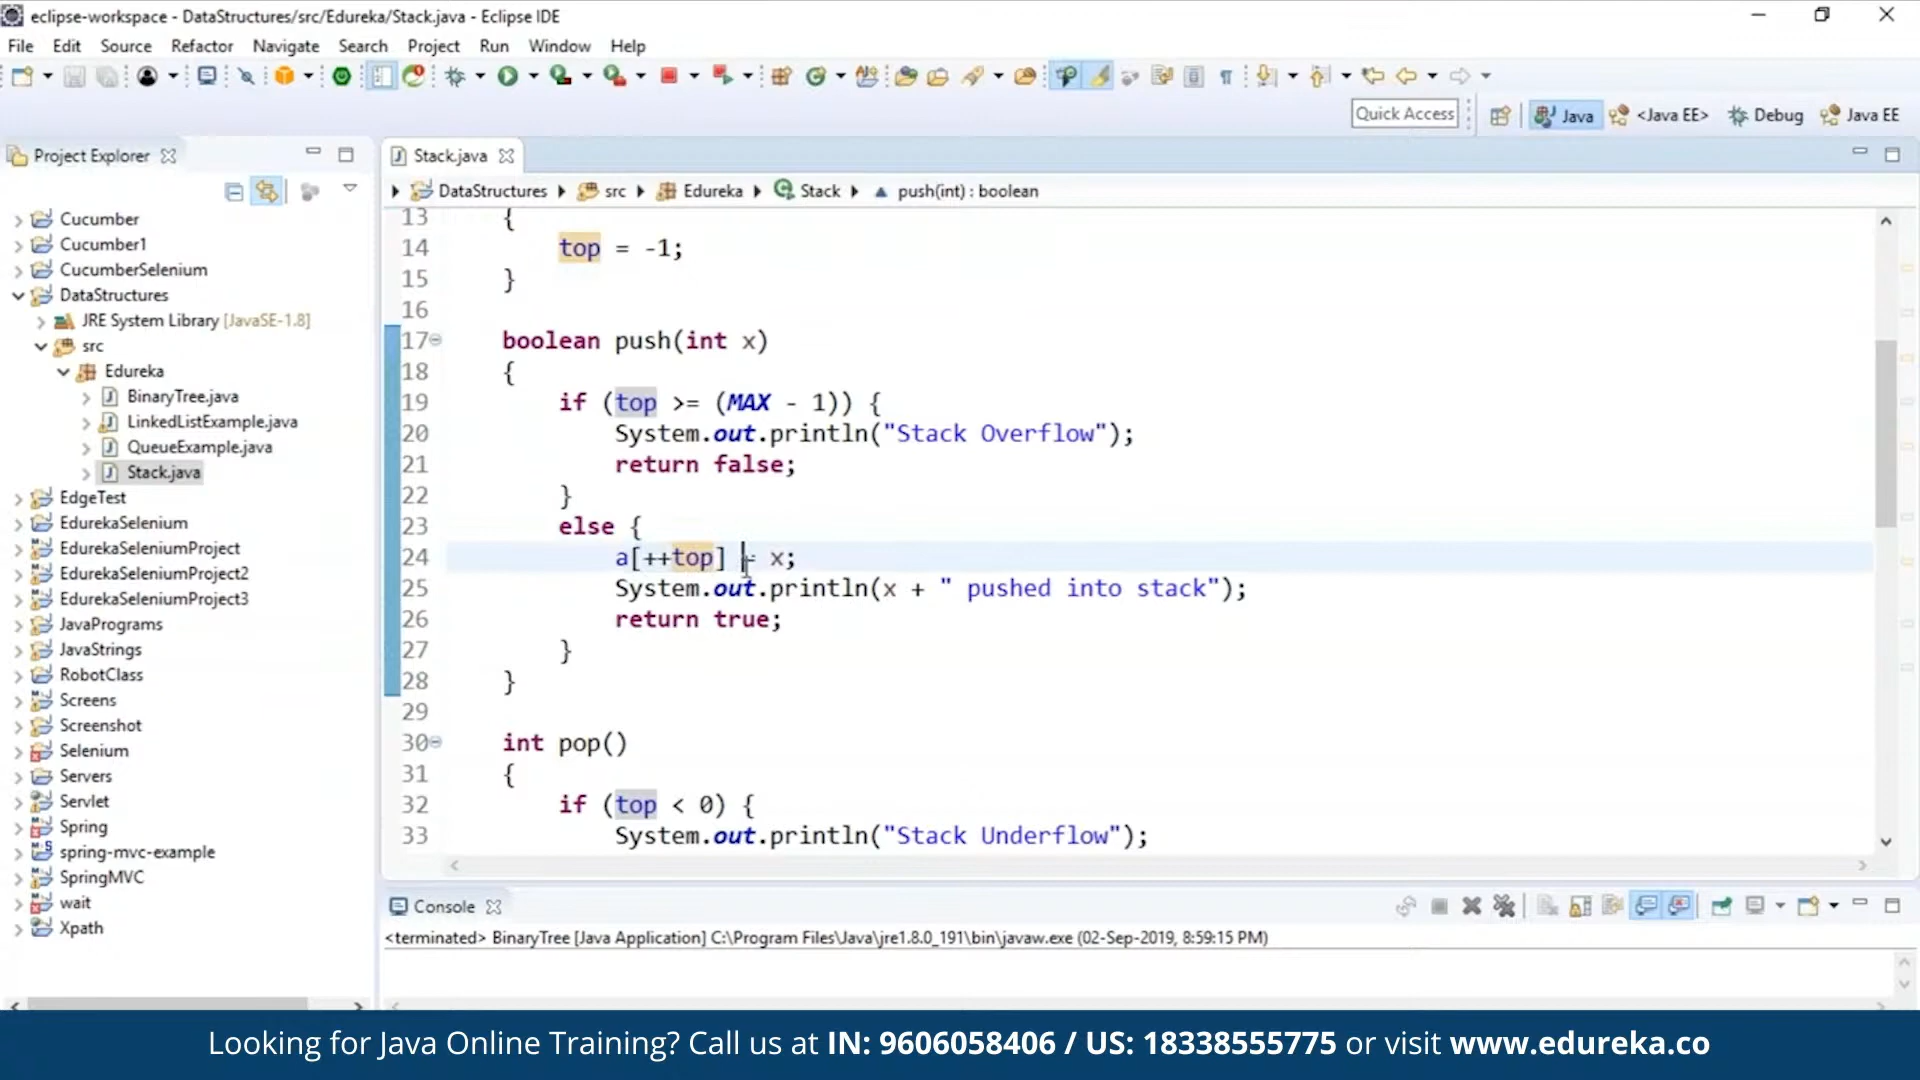 eclipse-workspace - DataStructures/src/Edureka/Stack.java - Eclipse IDE
File Edit Source Refactor Navigate Search Project Run Window Help
Quick Access Java <Java EE> Debug Java EE
Project Explorer
Cucumber
Cucumber1
CucumberSelenium
DataStructures
JRE System Library [JavaSE-1.8]
src
Edureka
BinaryTree.java
LinkedListExample.java
QueueExample.java
Stack.java
EdgeTest
EdurekaSelenium
EdurekaSeleniumProject
EdurekaSeleniumProject2
EdurekaSeleniumProject3
JavaPrograms
JavaStrings
RobotClass
Screens
Screenshot
Selenium
Servers
Servlet
Spring
spring-mvc-example
SpringMVC
wait
Xpath
Stack.java
DataStructures src Edureka Stack push(int) : boolean
13 {
14 top = -1;
15 }
16
17 boolean push(int x)
18 {
19 if (top >= (MAX - 1)) {
20 System.out.println("Stack Overflow");
21 return false;
22 }
23 else {
24 a[++top] = x;
25 System.out.println(x + " pushed into stack");
26 return true;
27 }
28 }
29
30 int pop()
31 {
32 if (top < 0) {
33 System.out.println("Stack Underflow");
Console
<terminated> BinaryTree [Java Application] C:\Program Files\Java\jre1.8.0_191\bin\javaw.exe (02-Sep-2019, 8:59:15 PM)
Looking for Java Online Training? Call us at IN: 9606058406 / US: 18338555775 or visit www.edureka.co